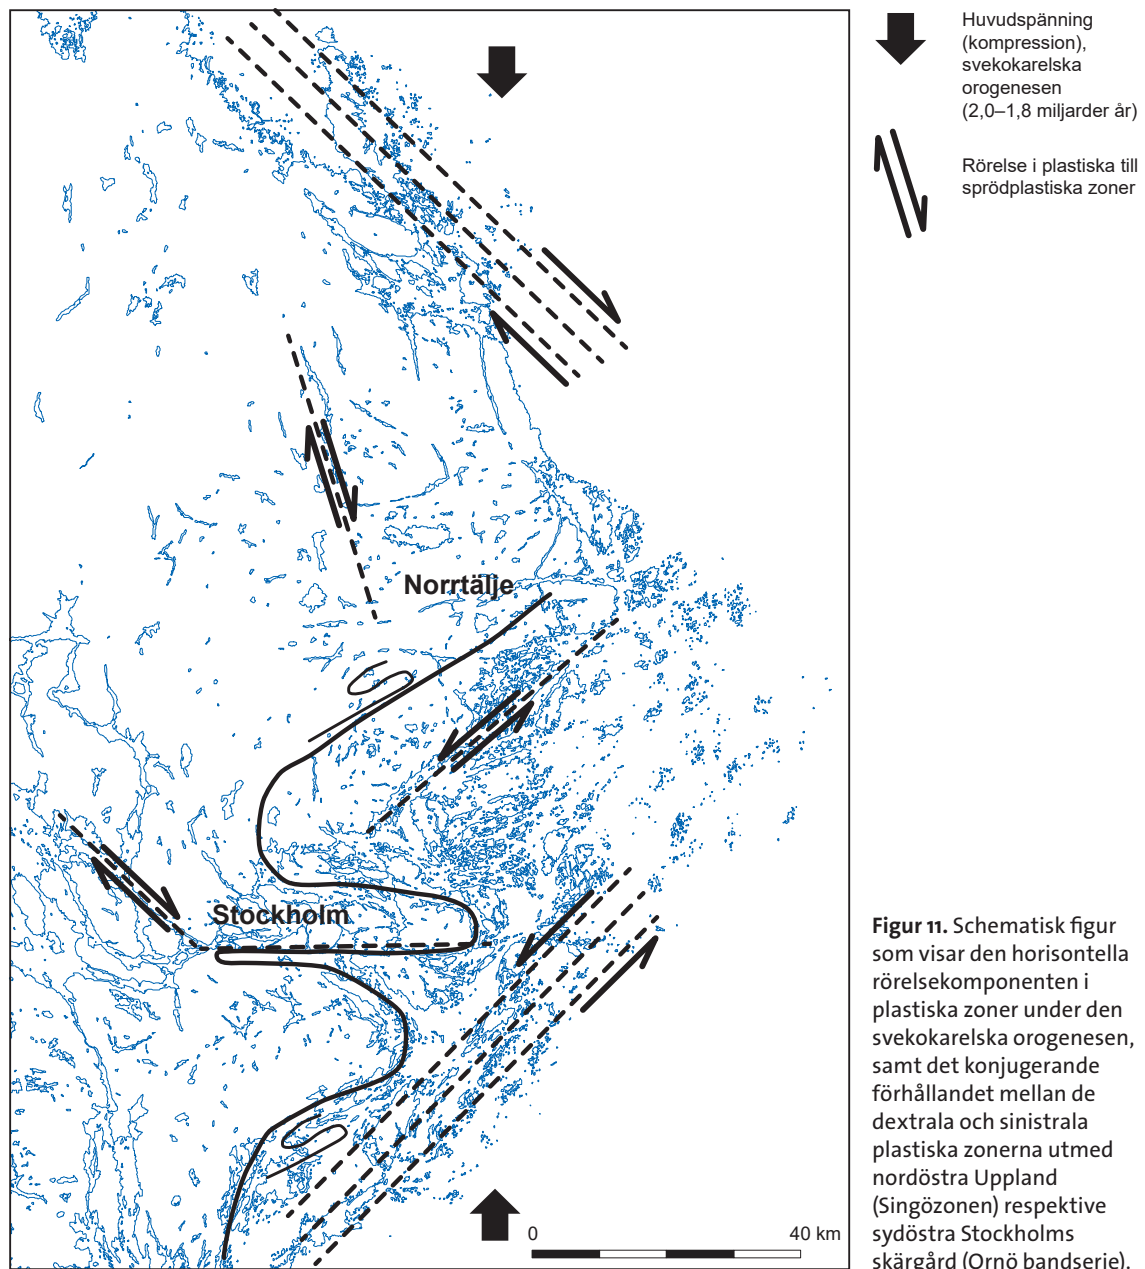 Huvudspänning
(kompression),
svekokarelska
orogenesen
(2,0–1,8 miljarder år)
Rörelse i plastiska till
sprödplastiska zoner
Norrtälje
Stockholm
0
40 km
Figur 11. Schematisk figur
som visar den horisontella
rörelsekomponenten i
plastiska zoner under den
svekokarelska orogenesen,
samt det konjugerande
förhållandet mellan de
dextrala och sinistrala
plastiska zonerna utmed
nordöstra Uppland
(Singözonen) respektive
sydöstra Stockholms
skärgård (Ornö bandserie).